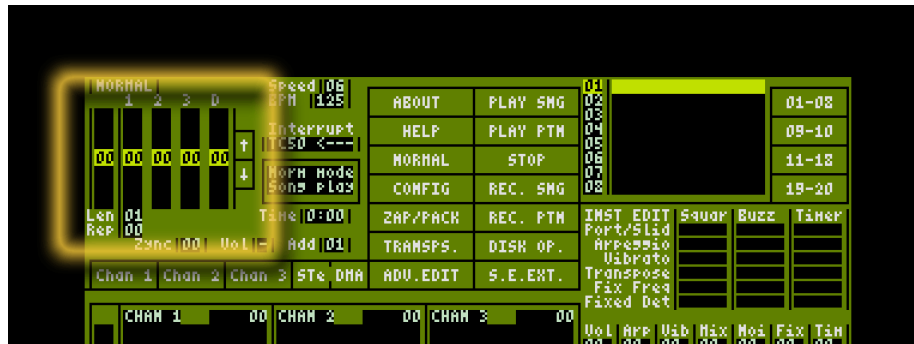 NORMAL
1 2 3 D
00 00 00 00 00
↑
↓
Len 01
Rep 00
Zync 00 Vol - Add 01
Speed 06
BPM 125
Interrupt
TC50 <---
Norm Mode
Song Play
Time 0:00
Chan 1 Chan 2 Chan 3 STe DMA
ABOUT PLAY SNG
HELP PLAY PTN
NORMAL STOP
CONFIG REC. SNG
ZAP/PACK REC. PTN
TRANSPS. DISK OP.
ADV.EDIT S.E.EXT.
01
02
03
04
05
06
07
08
01-08
09-10
11-18
19-20
INST EDIT Squar Buzz Timer
Port/Slid
Arpeggio
Vibrato
Transpose
Fix Freq
Fixed Det
CHAN 1 00 CHAN 2 00 CHAN 3 00
Vol Arp Vib Mix Noi Fix Tim